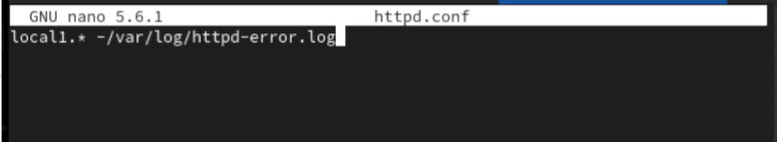 GNU nano 5.6.1 httpd.conf
local1.* -/var/log/httpd-error.log